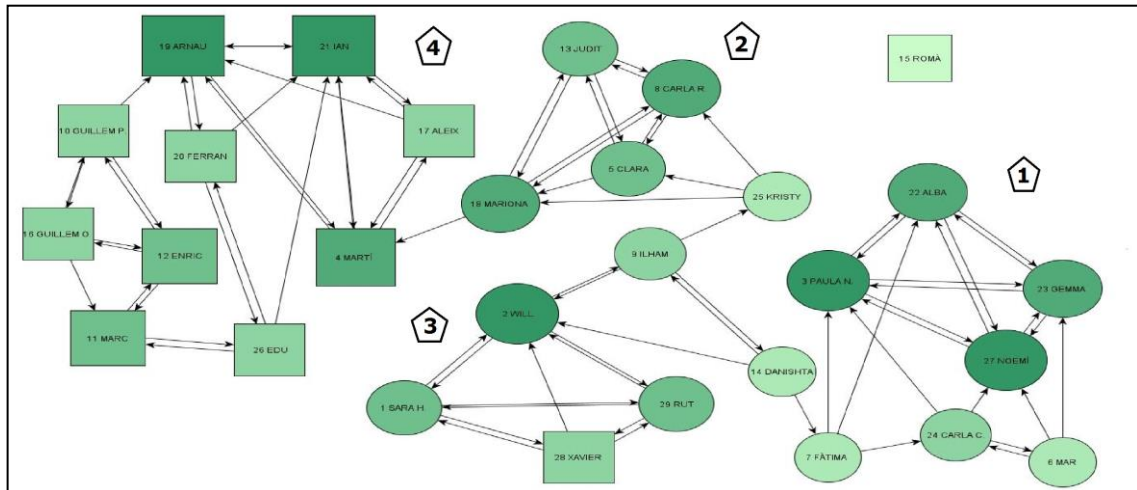 19 ARNAU
21 IAN
4
13 JUDIT
2
15 ROMÀ
8 CARLA R.
10 GUILLEM P.
17 ALEIX
20 FERRAN
5 CLARA
1
22 ALBA
18 MARIONA
25 KRISTY
16 GUILLEM O
12 ENRIC
4 MARTÍ
9 ILHAM
3 PAULA N.
23 GEMMA
2 WILL
3
11 MARC
26 EDU
27 NOEMÍ
14 DANISHTA
1 SARA H.
29 RUT
24 CARLA C.
7 FÀTIMA
28 XAVIER
6 MAR